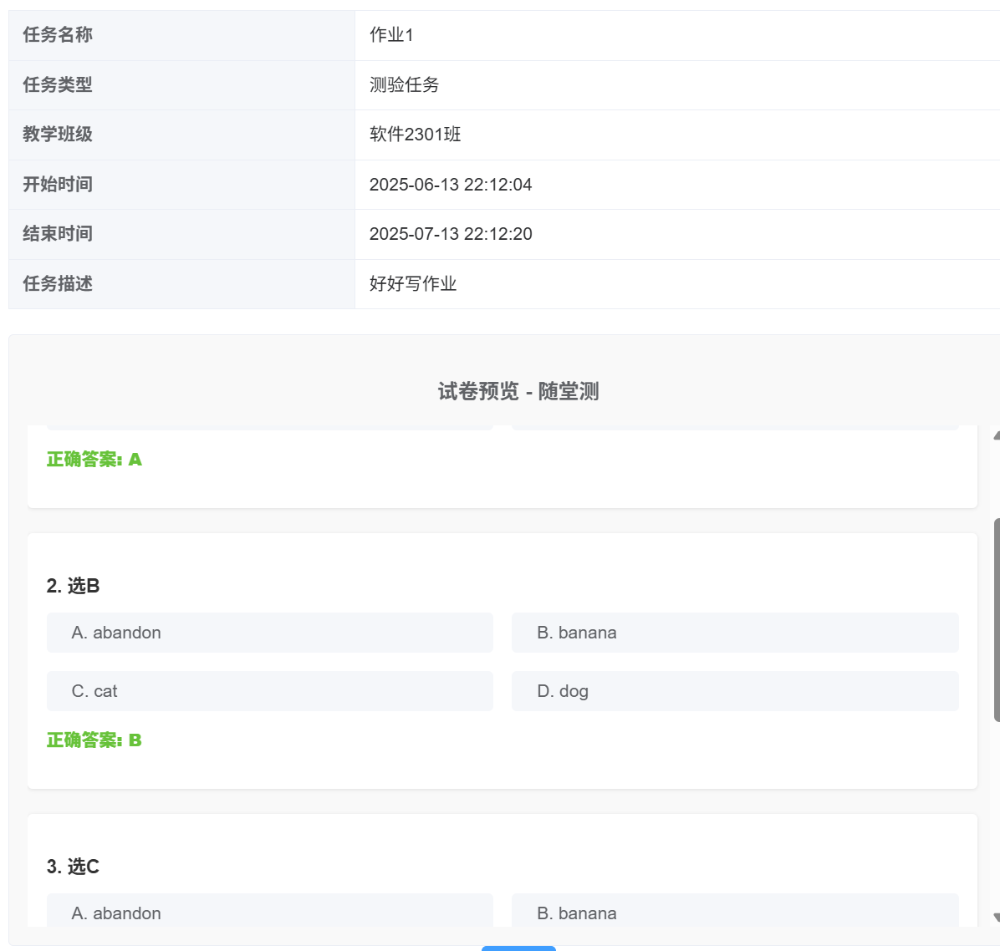 任务名称 作业1
任务类型 测验任务
教学班级 软件2301班
开始时间 2025-06-13 22:12:04
结束时间 2025-07-13 22:12:20
任务描述 好好写作业
试卷预览 - 随堂测
正确答案: A
2. 选B
A. abandon B. banana
C. cat D. dog
正确答案: B
3. 选C
A. abandon B. banana